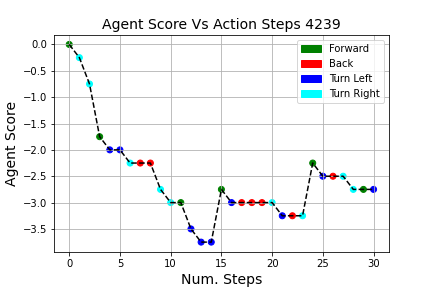 Agent Score Vs Action Steps 4239
Forward
Back
Turn Left
Turn Right
Agent Score
0.0
−0.5
−1.0
−1.5
−2.0
−2.5
−3.0
−3.5
0 5 10 15 20 25 30
Num. Steps